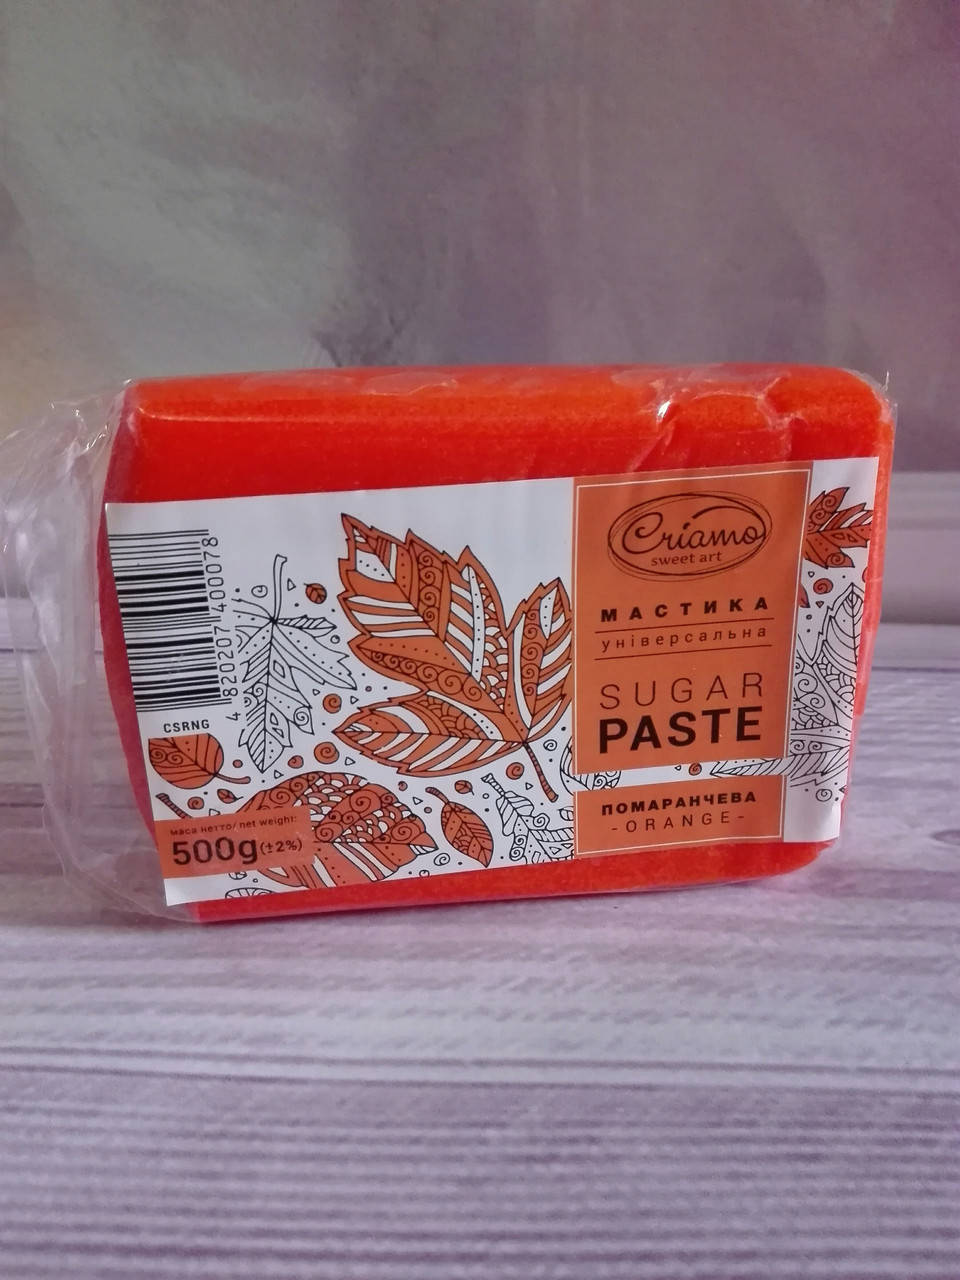 Criamo
sweet art
МАСТИКА
універсальна
SUGAR
PASTE
ПОМАРАНЧЕВА
-ORANGE-
4 820207 400078
CSRNG
маса нетто/ net weight:
500g(±2%)